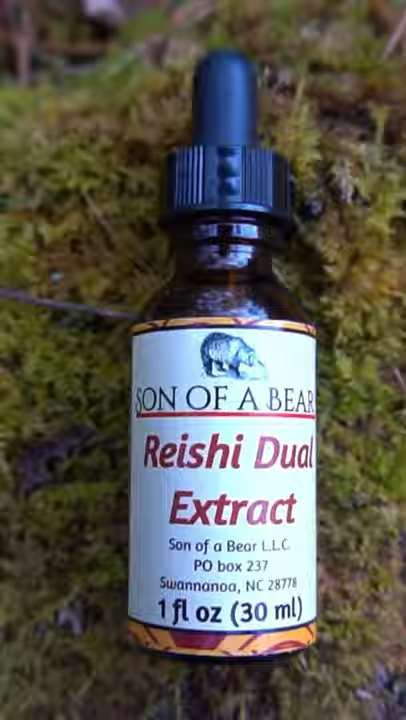 SON OF A BEAR
Reishi Dual
Extract
Son of a Bear L.L.C.
PO box 237
Swannanoa, NC 28778
1 fl oz (30 ml)